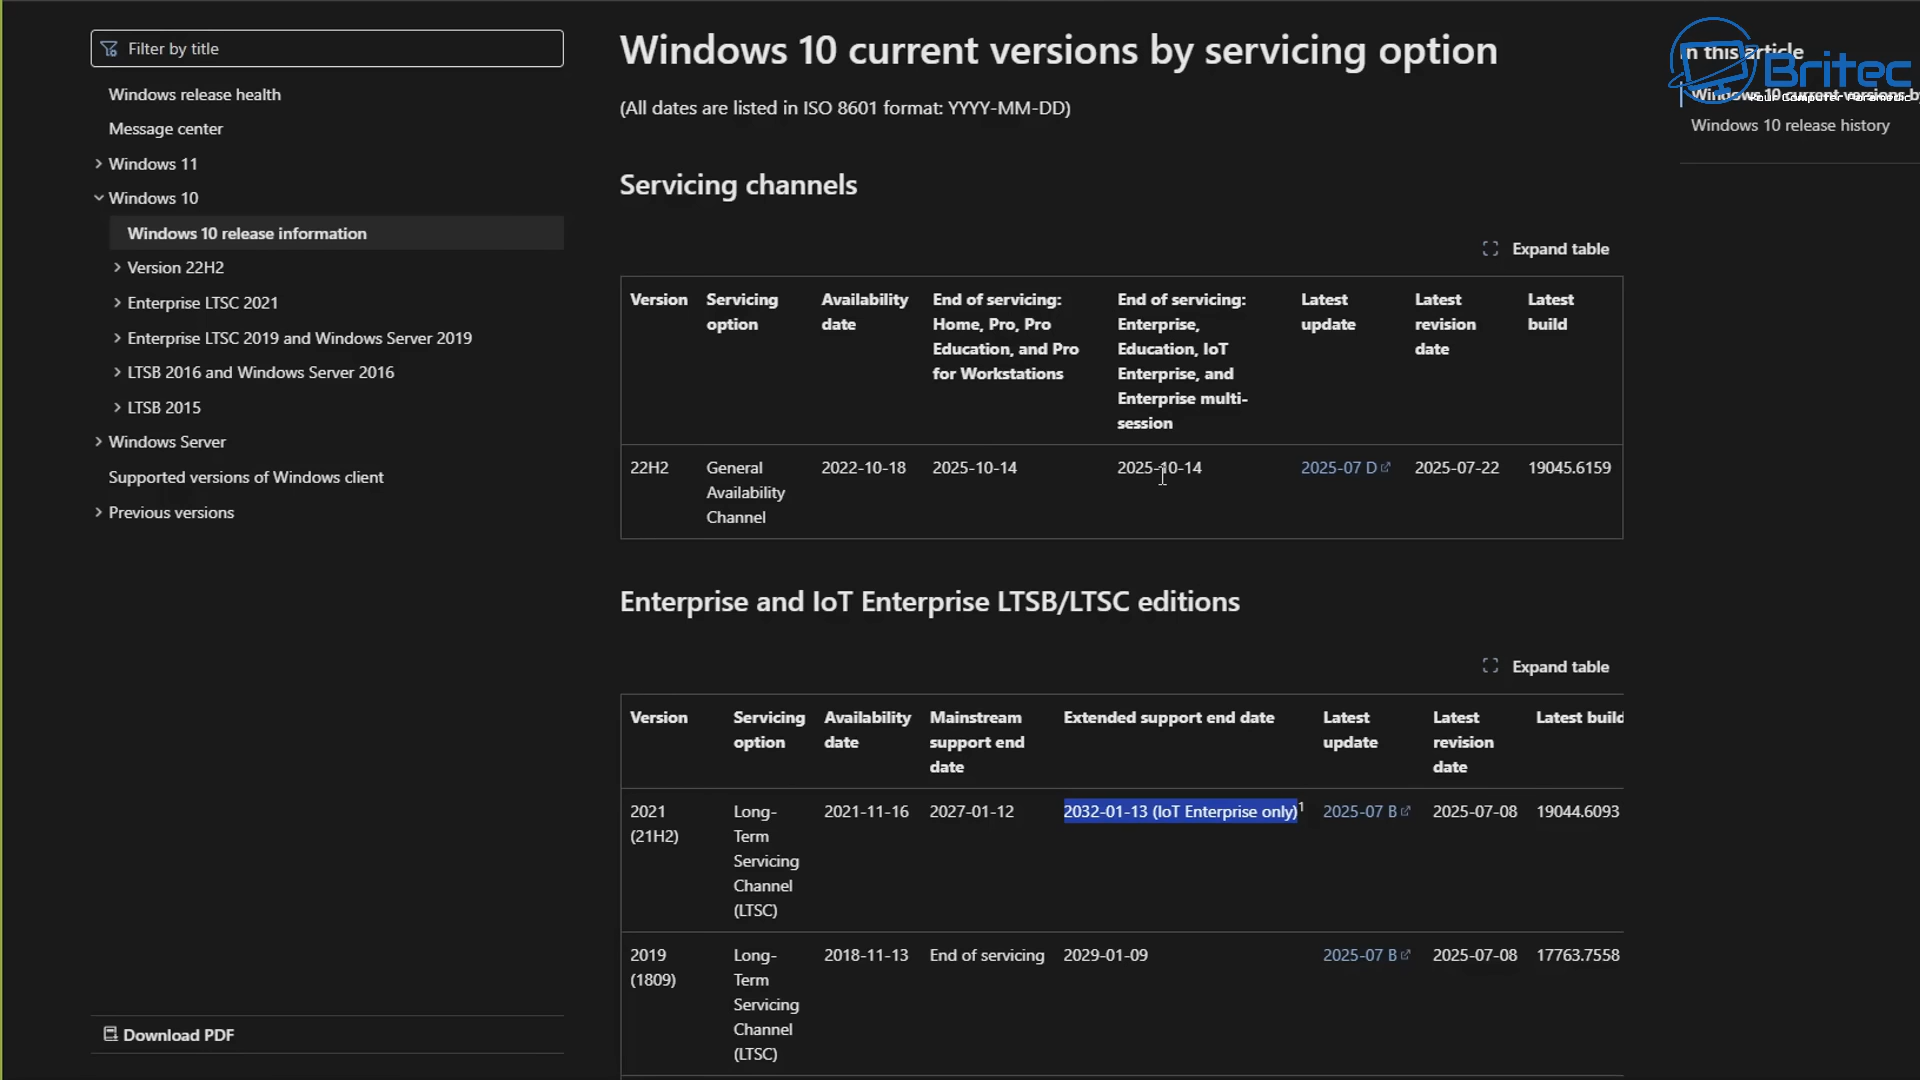 Filter by title
Windows release health
Message center
Windows 11
Windows 10
Windows 10 release information
Version 22H2
Enterprise LTSC 2021
Enterprise LTSC 2019 and Windows Server 2019
LTSB 2016 and Windows Server 2016
LTSB 2015
Windows Server
Supported versions of Windows client
Previous versions
Download PDF
Windows 10 current versions by servicing option
(All dates are listed in ISO 8601 format: YYYY-MM-DD)
Servicing channels
Expand table
Version
Servicing
option
Availability
date
End of servicing:
Home, Pro, Pro
Education, and Pro
for Workstations
End of servicing:
Enterprise,
Education, IoT
Enterprise, and
Enterprise multi-
session
Latest
update
Latest
revision
date
Latest
build
22H2
General
Availability
Channel
2022-10-18
2025-10-14
2025-10-14
2025-07 D
2025-07-22
19045.6159
Enterprise and IoT Enterprise LTSB/LTSC editions
Expand table
Version
Servicing
option
Availability
date
Mainstream
support end
date
Extended support end date
Latest
update
Latest
revision
date
Latest build
2021
(21H2)
Long-
Term
Servicing
Channel
(LTSC)
2021-11-16
2027-01-12
2032-01-13 (IoT Enterprise only)1
2025-07 B
2025-07-08
19044.6093
2019
(1809)
Long-
Term
Servicing
Channel
(LTSC)
2018-11-13
End of servicing
2029-01-09
2025-07 B
2025-07-08
17763.7558
n this article
Britec
Your Computer Paramedic
Windows 10 current versions by
Windows 10 release history